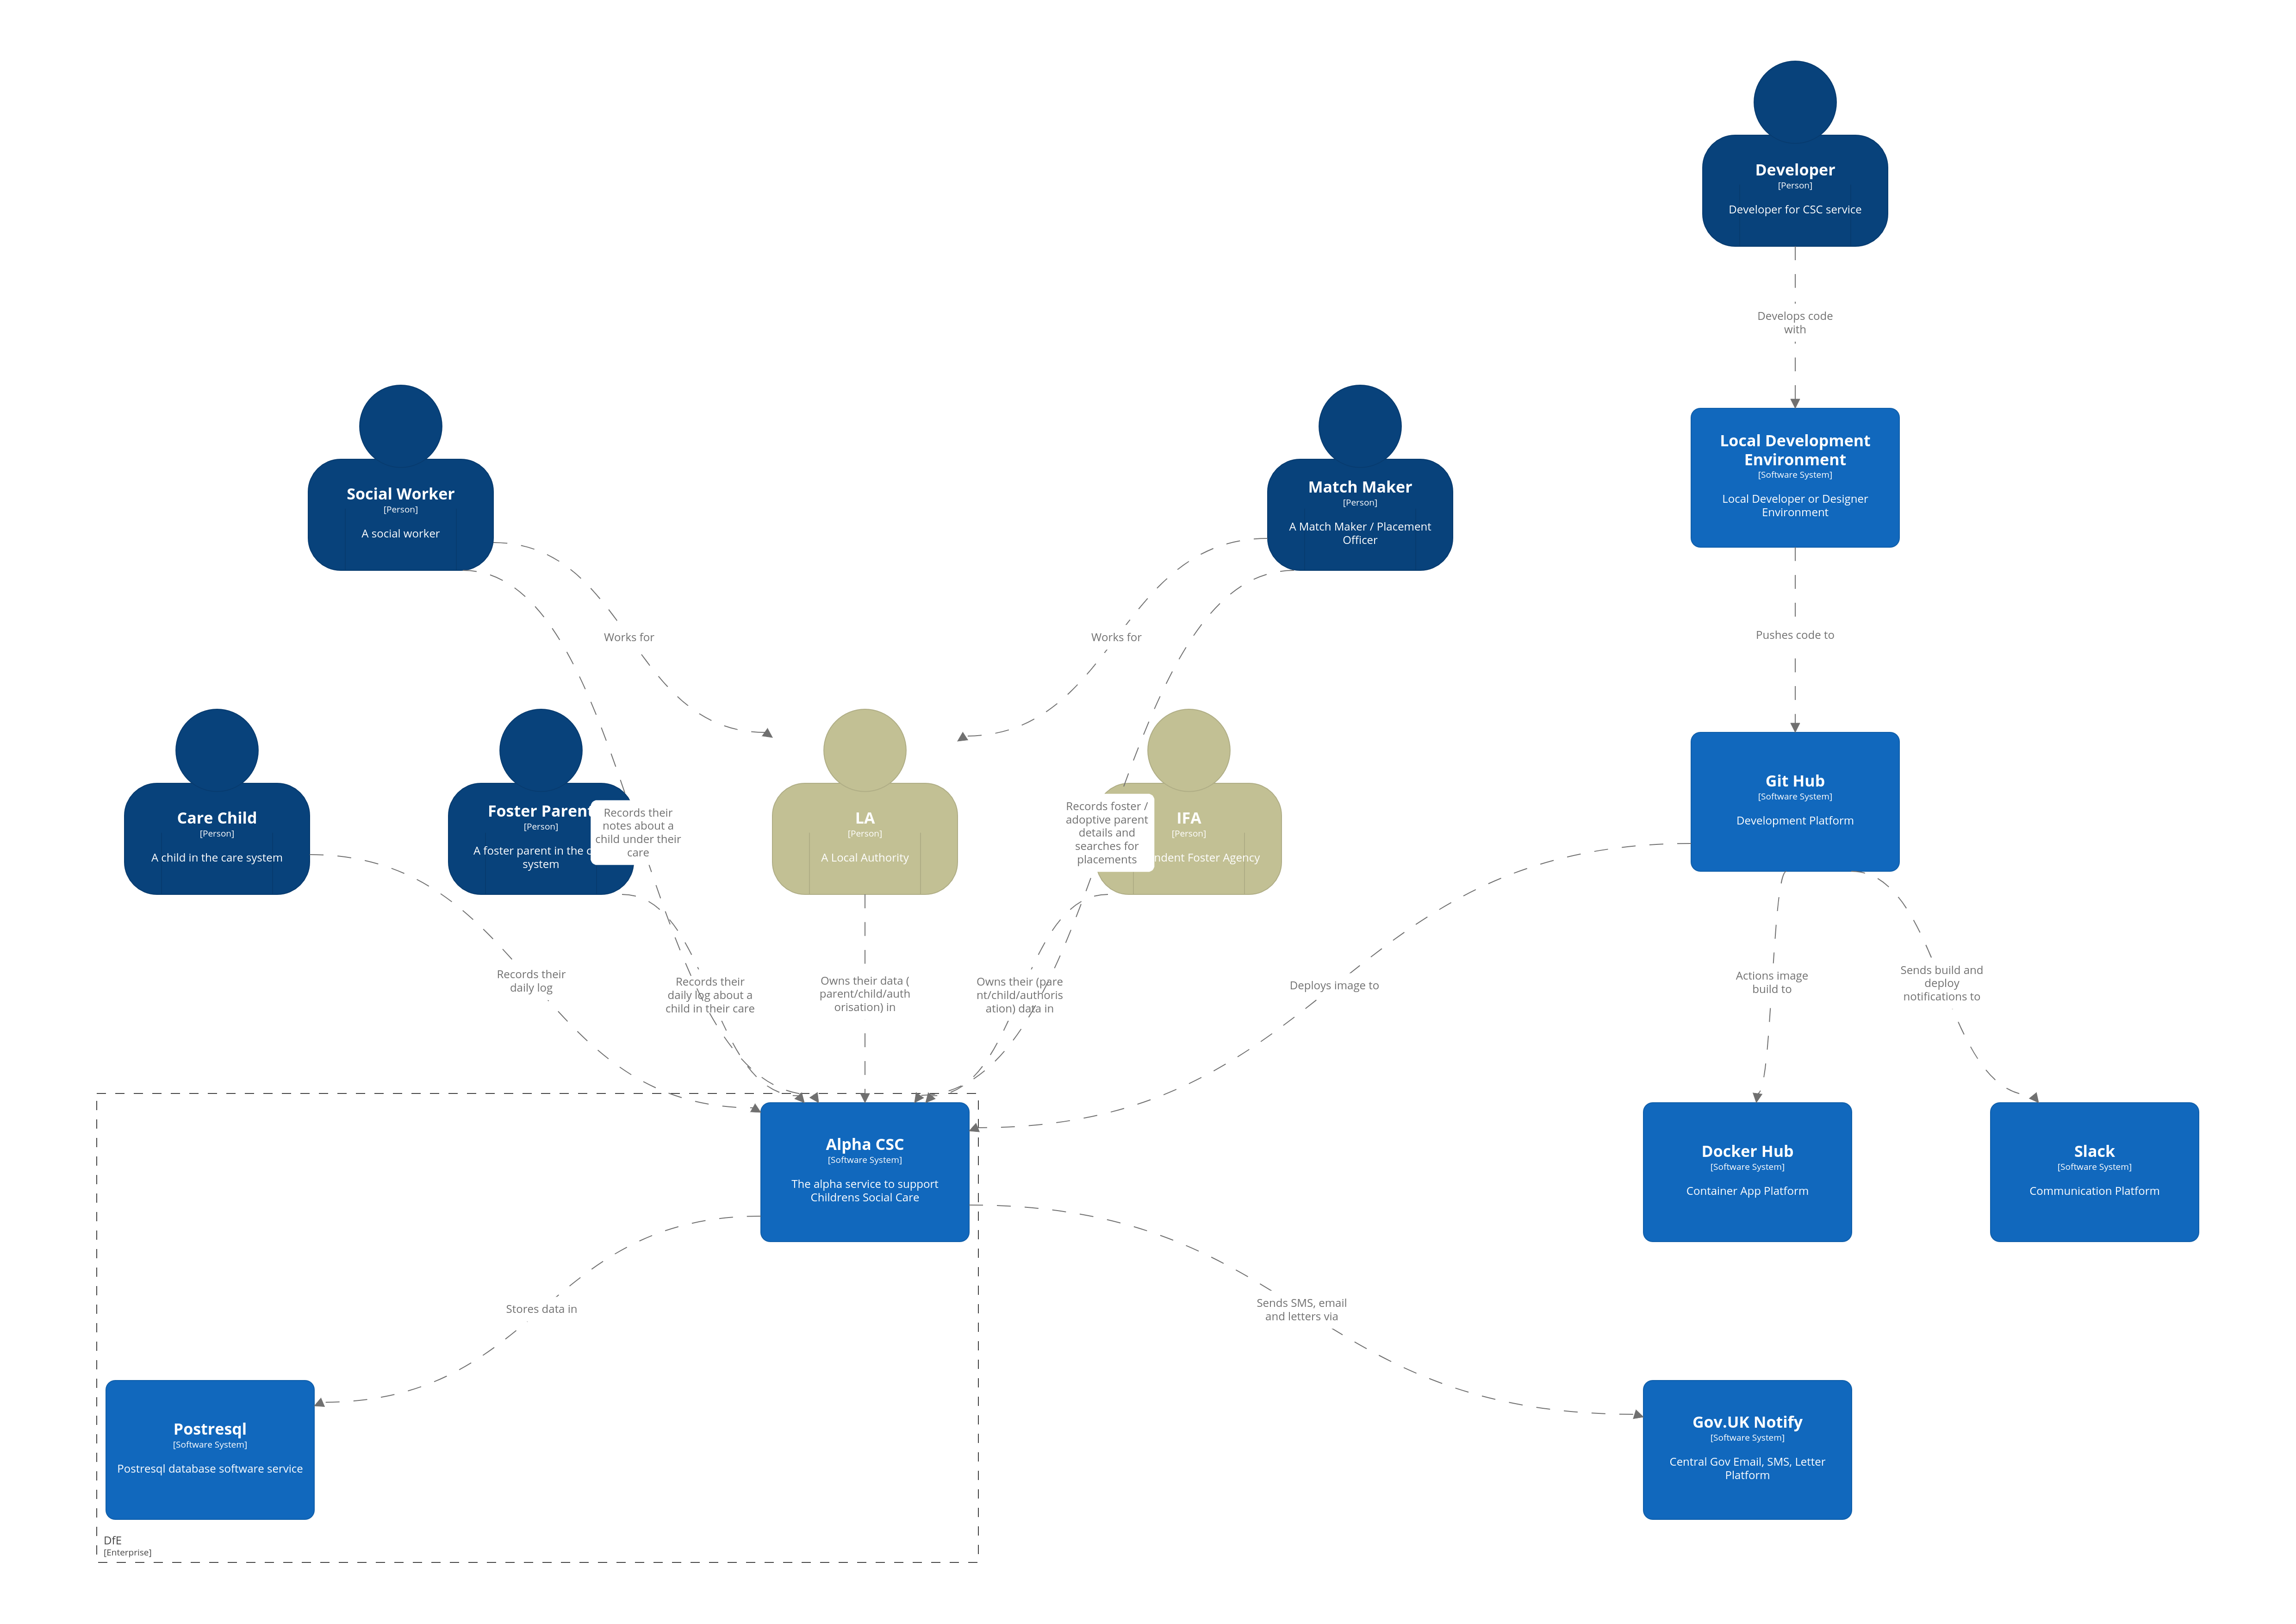 Developer
[Person]
Developer for CSC service
Develops code
with
Local Development
Environment
[Software System]
Local Developer or Designer
Environment
Social Worker
[Person]
A social worker
Match Maker
[Person]
A Match Maker / Placement
Officer
Works for
Works for
Pushes code to
Care Child
[Person]
A child in the care system
Foster Parent
[Person]
A foster parent in the
system
Records their
notes about a
child under their
care
LA
[Person]
A Local Authority
Records foster /
adoptive parent
details and
searches for
placements
IFA
[Person]
Foster Agency
Git Hub
[Software System]
Development Platform
Records their
daily log
Records their
daily log about a
child in their care
Owns their data (
parent/child/auth
orisation) in
Owns their (pare
nt/child/authoris
ation) data in
Deploys image to
Actions image
build to
Sends build and
deploy
notifications to
Alpha CSC
[Software System]
The alpha service to support
Childrens Social Care
Docker Hub
[Software System]
Container App Platform
Slack
[Software System]
Communication Platform
Stores data in
Sends SMS, email
and letters via
Postresql
[Software System]
Postresql database software service
Gov.UK Notify
[Software System]
Central Gov Email, SMS, Letter
Platform
DfE
[Enterprise]